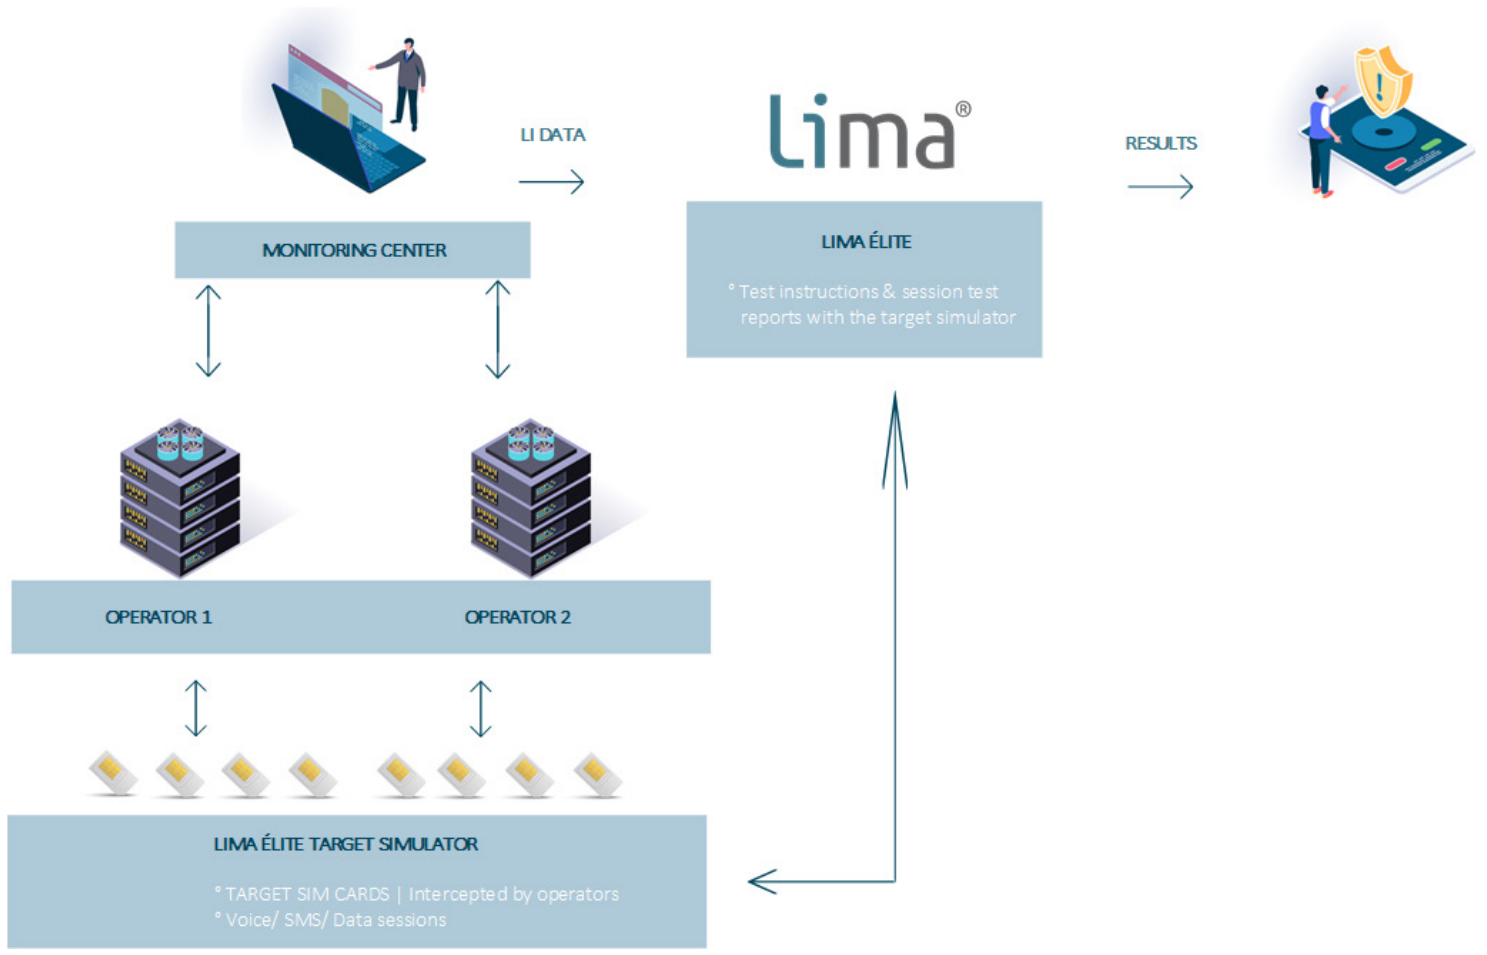 LI DATA
Lima®
RESULTS
MONITORING CENTER
LIMA ÉLITE
° Test instructions & session test
reports with the target simulator
OPERATOR 1
OPERATOR 2
LIMA ÉLITE TARGET SIMULATOR
° TARGET SIM CARDS | Intercepted by operators
° Voice/ SMS/ Data sessions